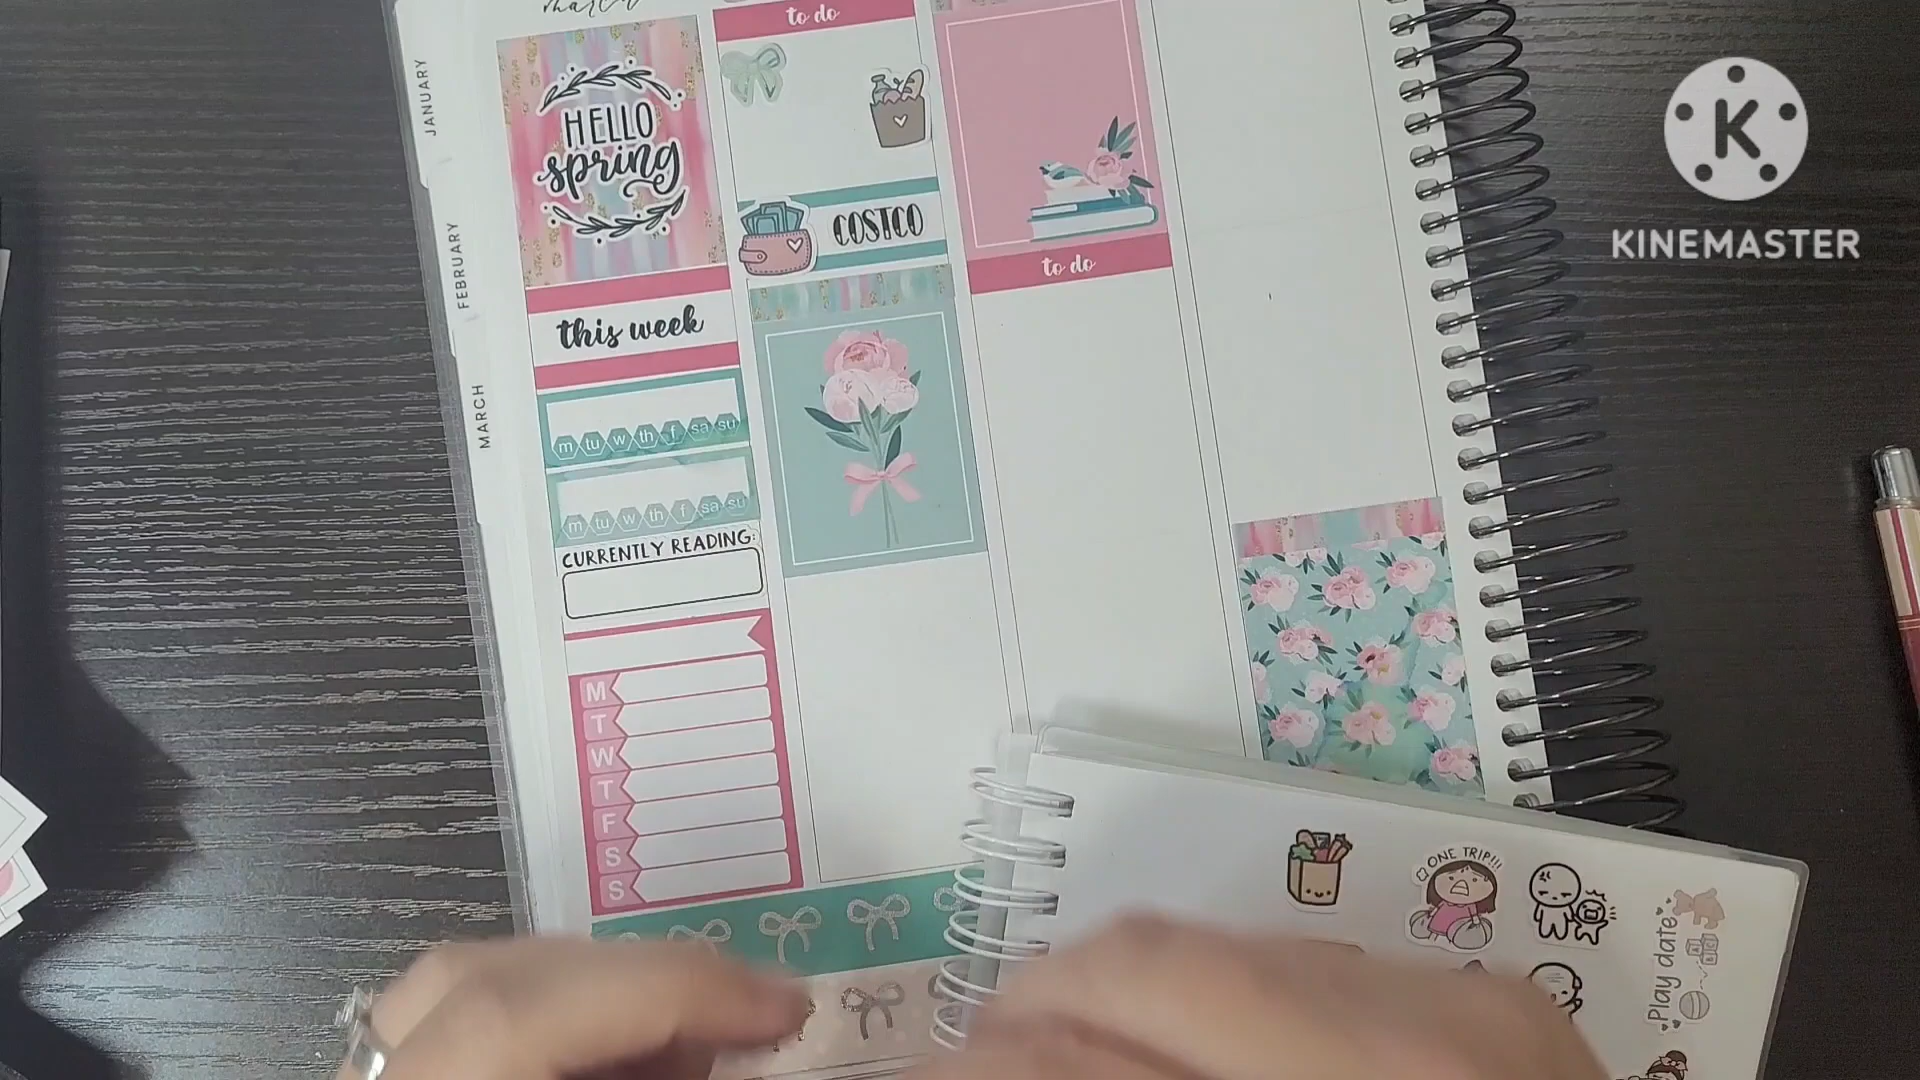 to do
JANUARY
HELLO
spring
K
KINEMASTER
COSTCO
FEBRUARY
to do
this week
MARCH
m tu w th f sa su
m tu w th f sa su
CURRENTLY READING:
M
T
W
T
F
S
S
ONE TRIP!!!
Play date